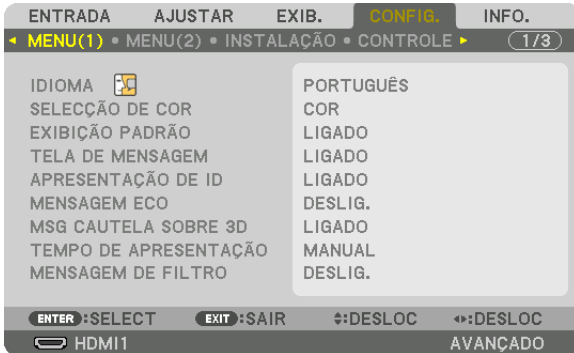 ENTRADA AJUSTAR EXIB. CONFIG. INFO.
MENU(1) • MENU(2) • INSTALAÇÃO • CONTROLE 1/3
IDIOMA PORTUGUÊS
SELECÇÃO DE COR COR
EXIBIÇÃO PADRÃO LIGADO
TELA DE MENSAGEM LIGADO
APRESENTAÇÃO DE ID LIGADO
MENSAGEM ECO DESLIG.
MSG CAUTELA SOBRE 3D LIGADO
TEMPO DE APRESENTAÇÃO MANUAL
MENSAGEM DE FILTRO DESLIG.
ENTER :SELECT EXIT :SAIR :DESLOC :DESLOC
HDMI1 AVANÇADO